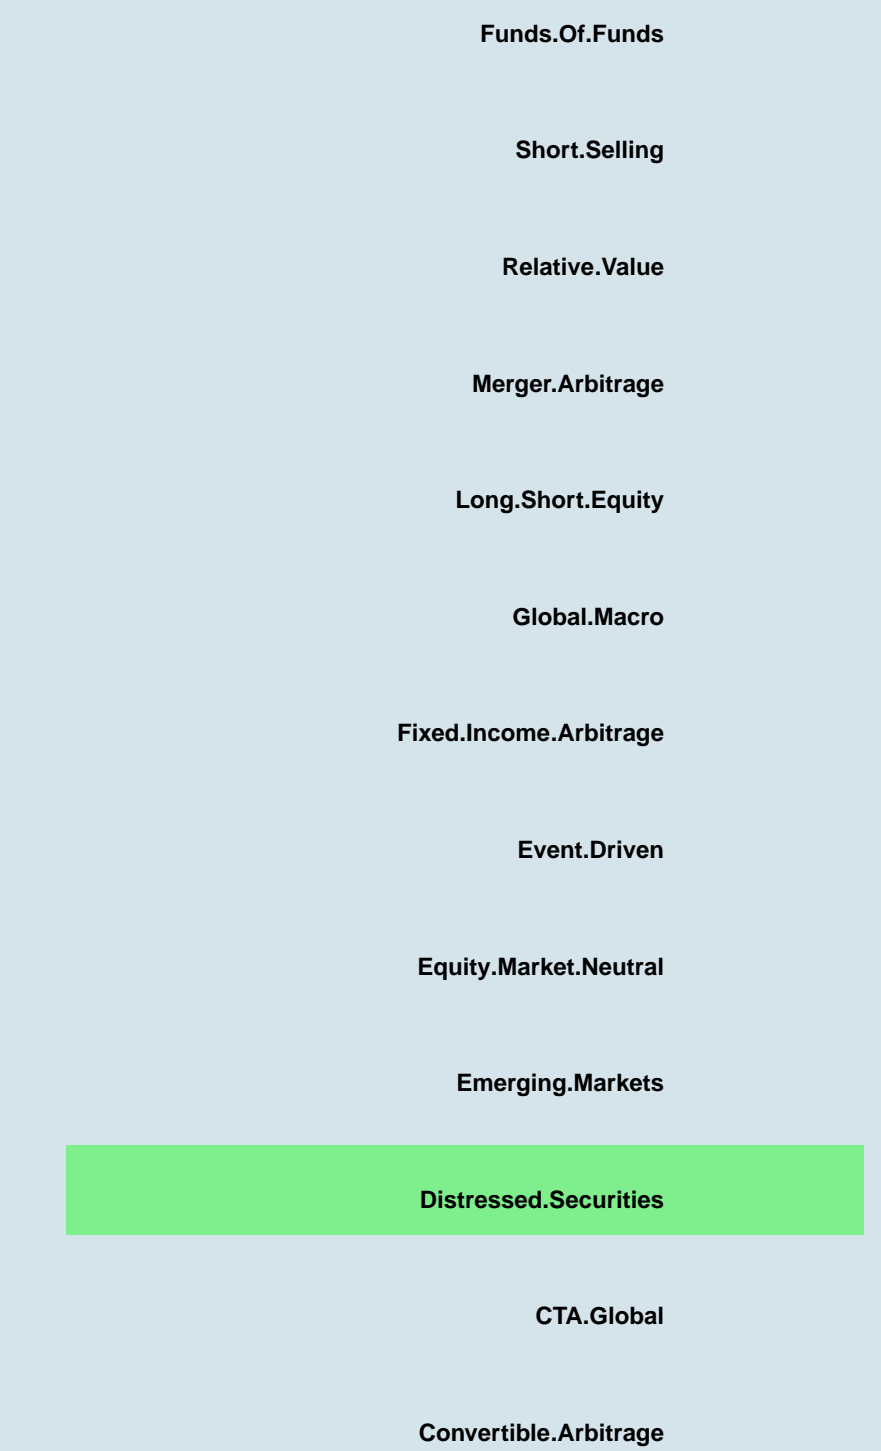 Funds.Of.Funds
Short.Selling
Relative.Value
Merger.Arbitrage
Long.Short.Equity
Global.Macro
Fixed.Income.Arbitrage
Event.Driven
Equity.Market.Neutral
Emerging.Markets
Distressed.Securities
CTA.Global
Convertible.Arbitrage